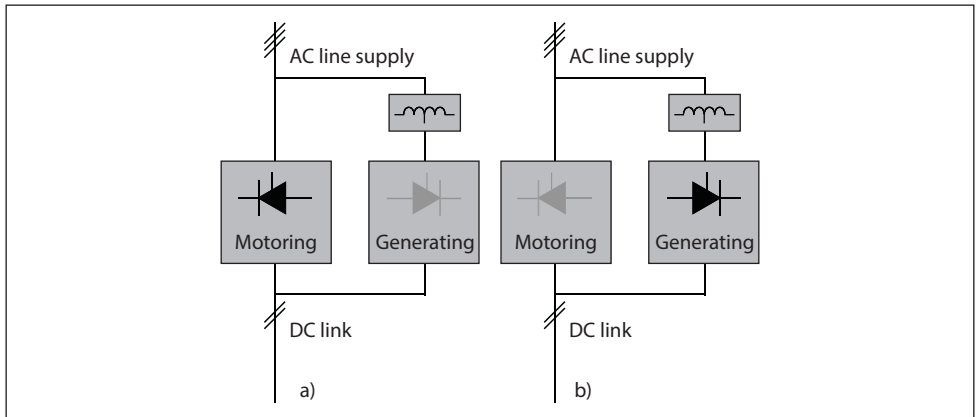 AC line supply
Motoring
Generating
DC link
a)
AC line supply
Motoring
Generating
DC link
b)